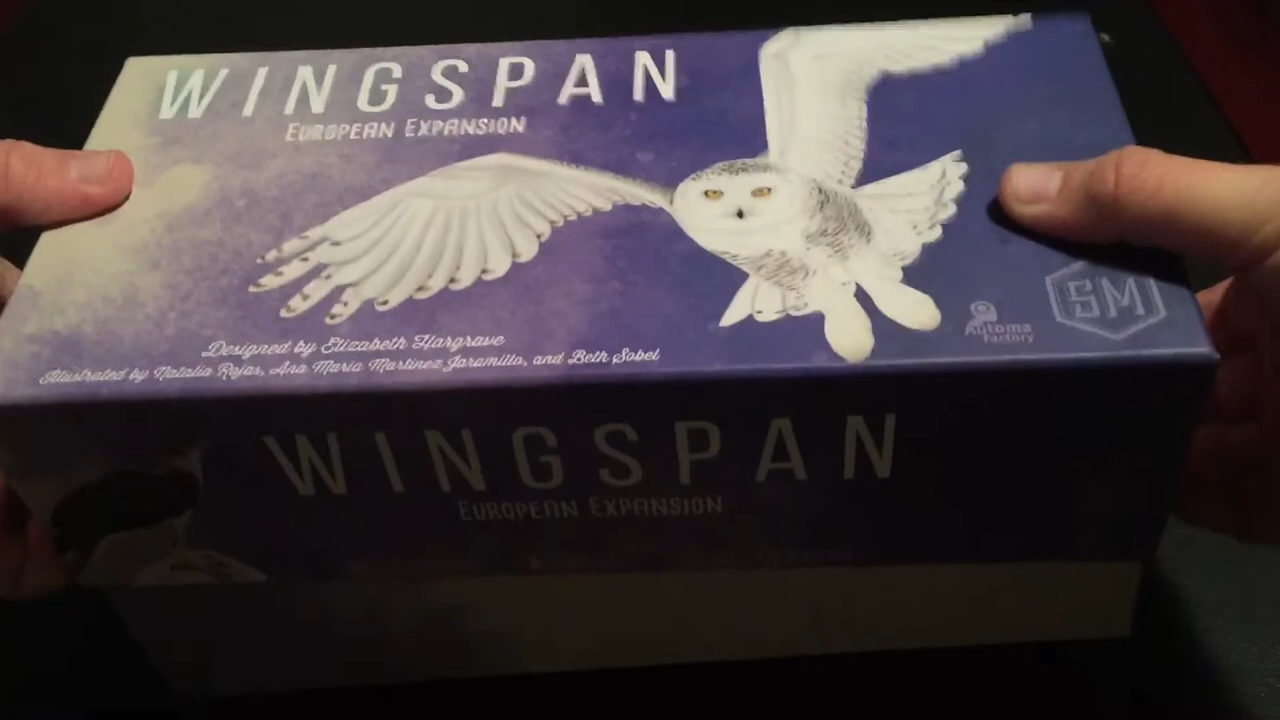 WINGSPAN
EUROPEAN EXPANSION
Designed by Elizabeth Hargrave
Illustrated by Natalia Rojas, Ana Maria Martinez Jaramillo, and Beth Sobel
Automa
Factory
SM
WINGSPAN
EUROPEAN EXPANSION